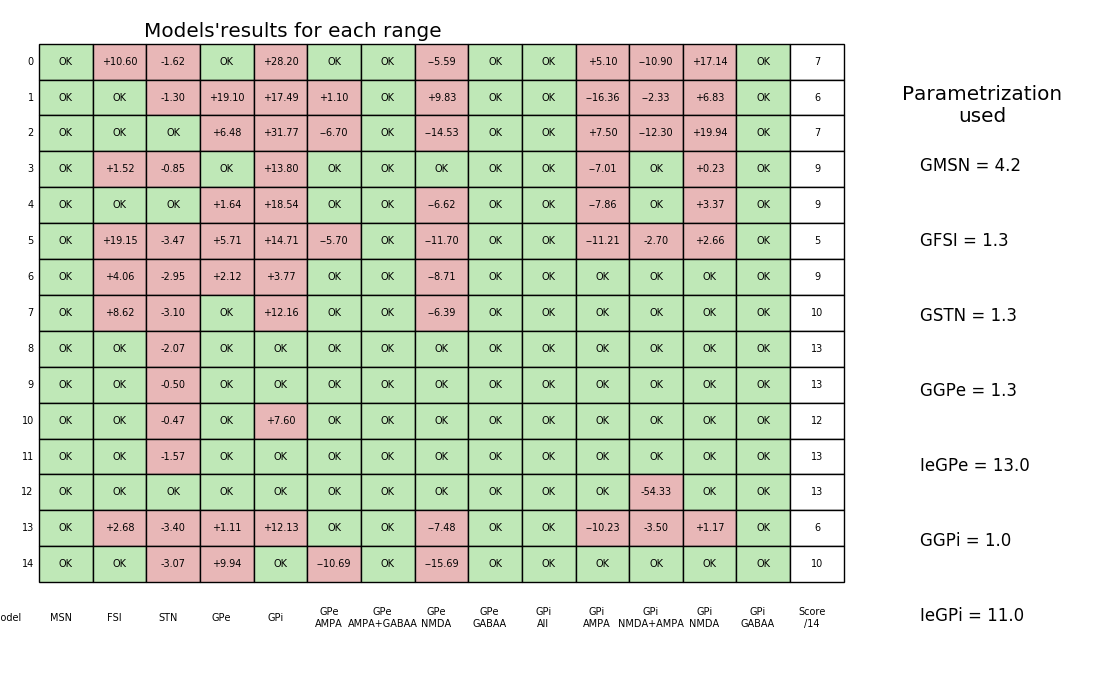 Models'results for each range
0 OK +10.60 -1.62 OK +28.20 OK OK −5.59 OK OK +5.10 −10.90 +17.14 OK 7
1 OK OK -1.30 +19.10 +17.49 +1.10 OK +9.83 OK OK −16.36 −2.33 +6.83 OK 6
2 OK OK OK +6.48 +31.77 −6.70 OK −14.53 OK OK +7.50 −12.30 +19.94 OK 7
3 OK +1.52 -0.85 OK +13.80 OK OK OK OK OK −7.01 OK +0.23 OK 9
4 OK OK OK +1.64 +18.54 OK OK −6.62 OK OK −7.86 OK +3.37 OK 9
5 OK +19.15 -3.47 +5.71 +14.71 −5.70 OK −11.70 OK OK −11.21 -2.70 +2.66 OK 5
6 OK +4.06 -2.95 +2.12 +3.77 OK OK −8.71 OK OK OK OK OK OK 9
7 OK +8.62 -3.10 OK +12.16 OK OK −6.39 OK OK OK OK OK OK 10
8 OK OK -2.07 OK OK OK OK OK OK OK OK OK OK OK 13
9 OK OK -0.50 OK OK OK OK OK OK OK OK OK OK OK 13
10 OK OK -0.47 OK +7.60 OK OK OK OK OK OK OK OK OK 12
11 OK OK -1.57 OK OK OK OK OK OK OK OK OK OK OK 13
12 OK OK OK OK OK OK OK OK OK OK OK -54.33 OK OK 13
13 OK +2.68 -3.40 +1.11 +12.13 OK OK −7.48 OK OK −10.23 -3.50 +1.17 OK 6
14 OK OK -3.07 +9.94 OK −10.69 OK −15.69 OK OK OK OK OK OK 10
odel MSN FSI STN GPe GPi GPe AMPA GPe AMPA+GABAA GPe NMDA GPe GABAA GPi All GPi AMPA GPi NMDA+AMPA GPi NMDA GPi GABAA Score /14
Parametrization
used
GMSN = 4.2
GFSI = 1.3
GSTN = 1.3
GGPe = 1.3
IeGPe = 13.0
GGPi = 1.0
IeGPi = 11.0